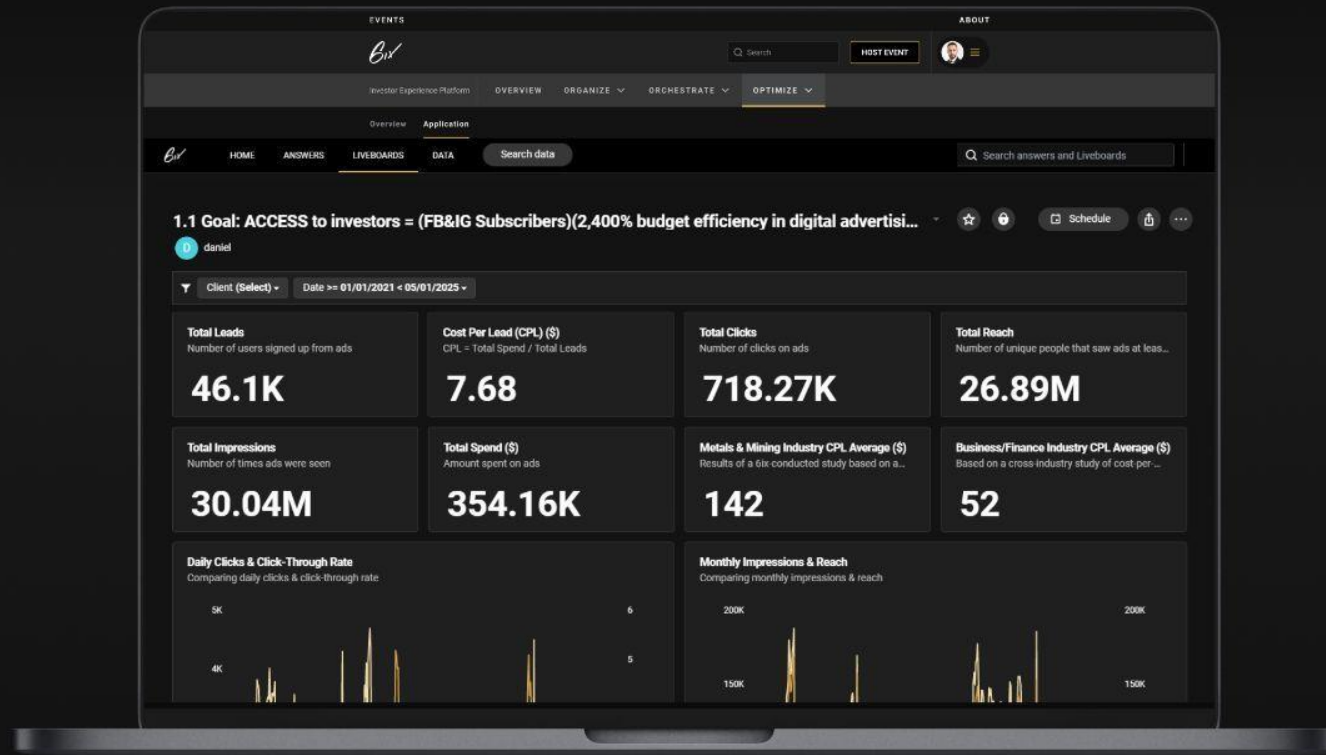 EVENTS
ABOUT
6ix
Search
HOST EVENT
Investor Experience Platform
OVERVIEW
ORGANIZE
ORCHESTRATE
OPTIMIZE
Overview
Application
6ix
HOME
ANSWERS
LIVEBOARDS
DATA
Search data
Search answers and Liveboards
1.1 Goal: ACCESS to investors = (FB&IG Subscribers)(2,400% budget efficiency in digital advertisi...
Schedule
D
daniel
Client (Select)
Date >= 01/01/2021 < 05/01/2025
Total Leads
Number of users signed up from ads
46.1K
Cost Per Lead (CPL) ($)
CPL = Total Spend / Total Leads
7.68
Total Clicks
Number of clicks on ads
718.27K
Total Reach
Number of unique people that saw ads at leas...
26.89M
Total Impressions
Number of times ads were seen
30.04M
Total Spend ($)
Amount spent on ads
354.16K
Metals & Mining Industry CPL Average ($)
Results of a 6ix-conducted study based on a...
142
Business/Finance Industry CPL Average ($)
Based on a cross-industry study of cost-per-...
52
Daily Clicks & Click-Through Rate
Comparing daily clicks & click-through rate
5K
6
4K
5
Monthly Impressions & Reach
Comparing monthly impressions & reach
200K
200K
150K
150K